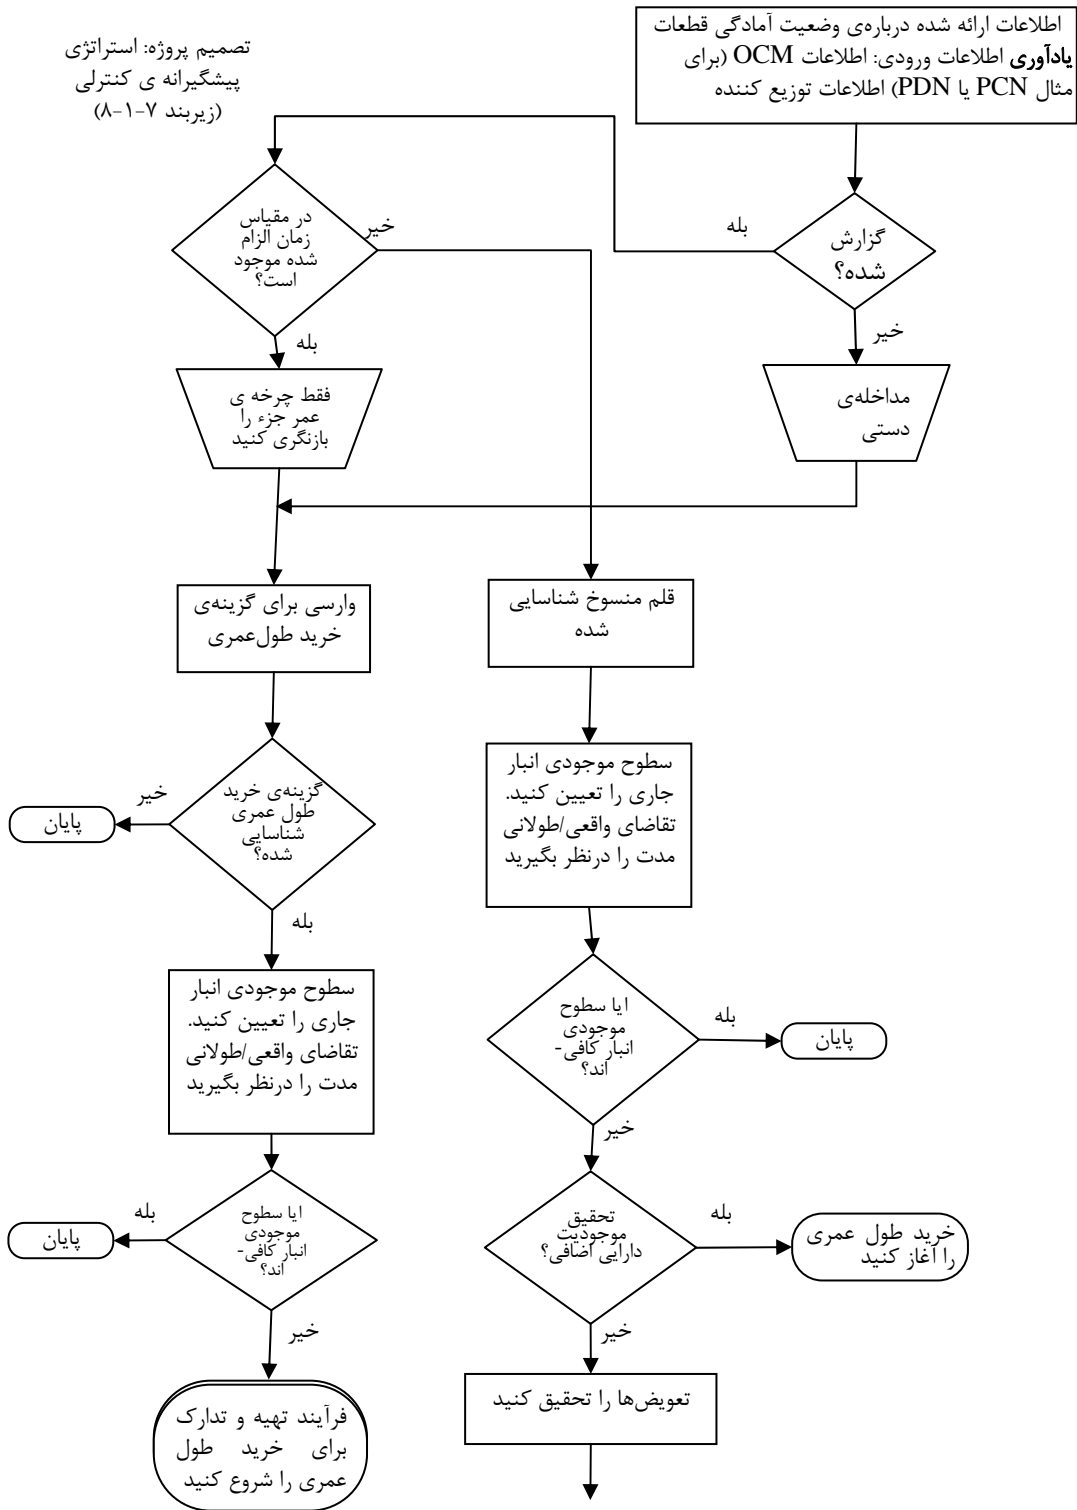 اطلاعات ارائه شده درباره‌ی وضعیت آمادگی قطعات
یادآوری اطلاعات ورودی: اطلاعات OCM (برای
مثال PCN یا PDN) اطلاعات توزیع کننده
تصمیم پروژه: استراتژی
پیشگیرانه ی کنترلی
(زیربند ۷-۱-۸)
گزارش
شده؟
بله
خیر
مداخله‌ی
دستی
در مقیاس
زمان الزام
شده موجود
است؟
خیر
بله
فقط چرخه ی
عمر جزء را
بازنگری کنید
قلم منسوخ شناسایی
شده
وارسی برای گزینه‌ی
خرید طول‌عمری
سطوح موجودی انبار
جاری را تعیین کنید.
تقاضای واقعی/طولانی
مدت را درنظر بگیرید
گزینه‌ی خرید
طول عمری
شناسایی
شده؟
خیر
پایان
بله
ایا سطوح
موجودی
انبار کافی-
اند؟
بله
پایان
خیر
سطوح موجودی انبار
جاری را تعیین کنید.
تقاضای واقعی/طولانی
مدت را درنظر بگیرید
تحقیق
موجودیت
دارایی اضافی؟
بله
خرید طول عمری
را آغاز کنید
خیر
ایا سطوح
موجودی
انبار کافی-
اند؟
بله
پایان
خیر
تعویض‌ها را تحقیق کنید
فرآیند تهیه و تدارک
برای خرید طول
عمری را شروع کنید